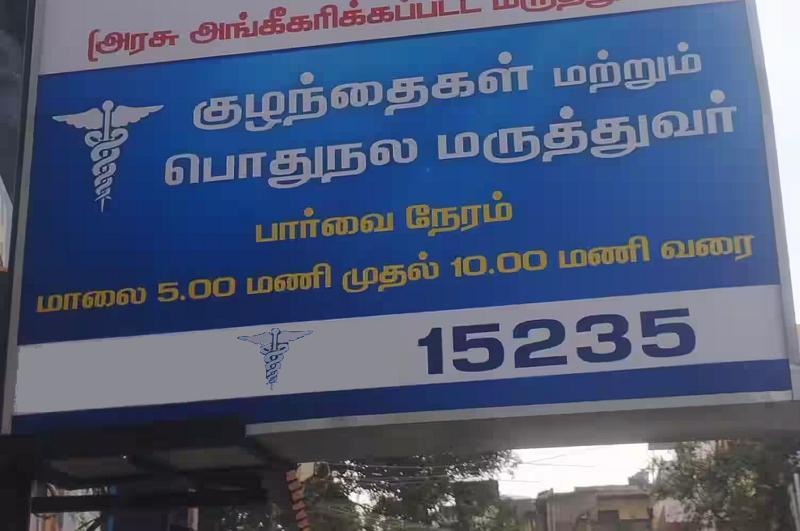 (அரசு அங்கீகரிக்கப்பட்ட
குழந்தைகள் மற்றும்
பொதுநல மருத்துவர்
பார்வை நேரம்
மாலை 5.00 மணி முதல் 10.00 மணி வரை
15235